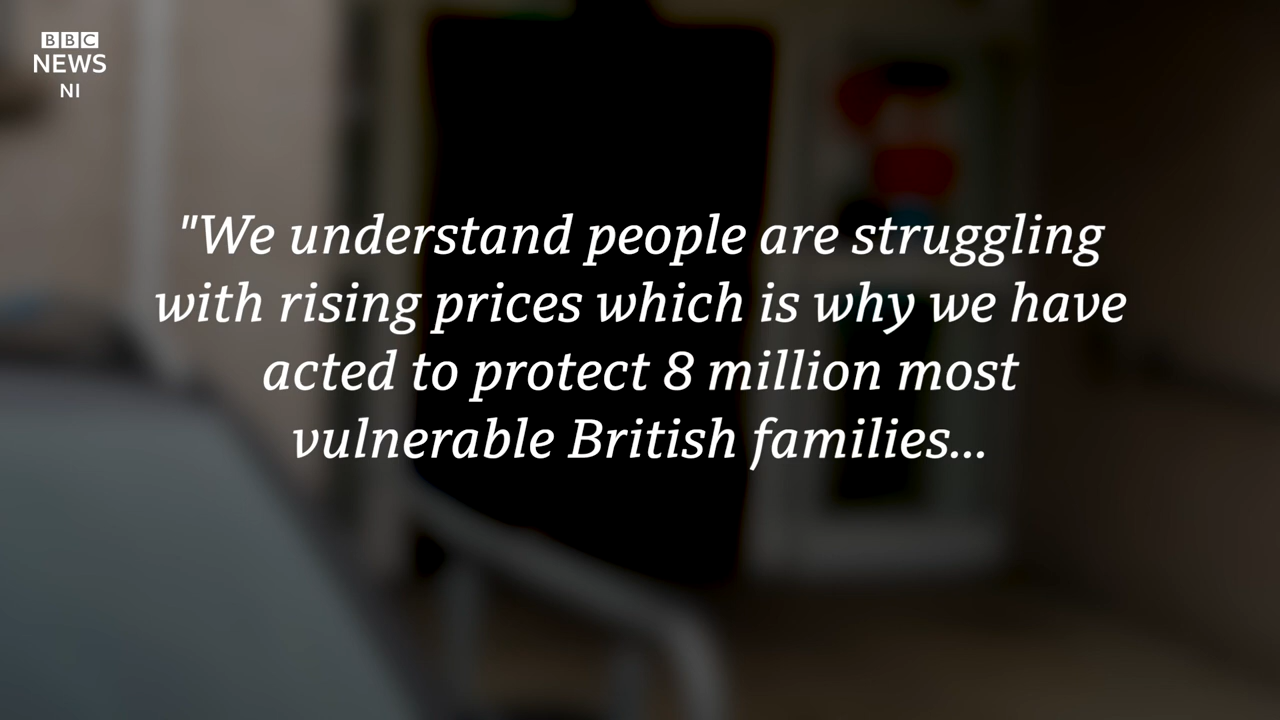 BBC
NEWS
NI
"We understand people are struggling
with rising prices which is why we have
acted to protect 8 million most
vulnerable British families...